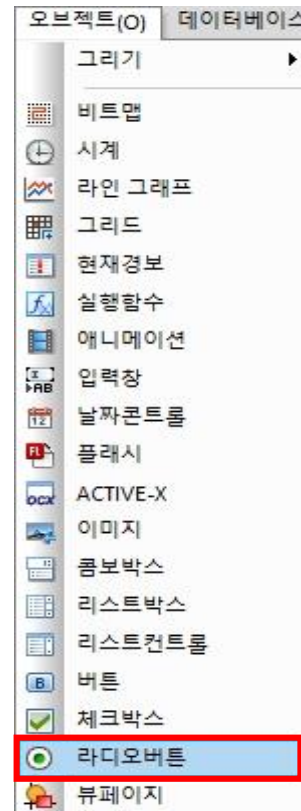 오브젝트(O) 데이터베이스
그리기
비트맵
시계
라인 그래프
그리드
현재경보
실행함수
애니메이션
입력창
날짜콘트롤
플래시
ACTIVE-X
이미지
콤보박스
리스트박스
리스트컨트롤
버튼
체크박스
라디오버튼
뷰페이지